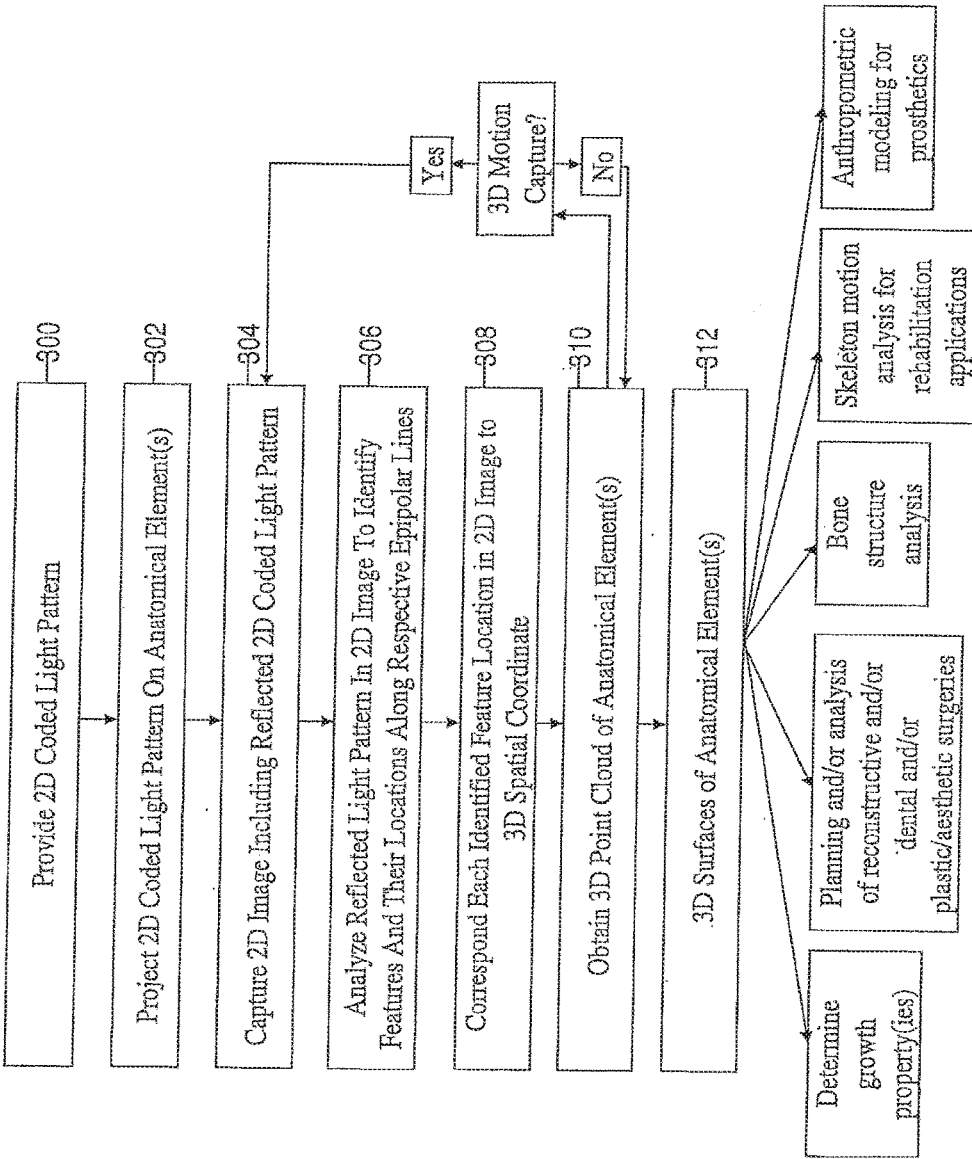 Provide 2D Coded Light Pattern
300
Project 2D Coded Light Pattern On Anatomical Element(s)
302
Capture 2D Image Including Reflected 2D Coded Light Pattern
304
Analyze Reflected Light Pattern In 2D Image To Identify
Features And Their Locations Along Respective Epipolar Lines
306
Correspond Each Identified Feature Location in 2D Image to
3D Spatial Coordinate
308
Obtain 3D Point Cloud of Anatomical Element(s)
310
3D Surfaces of Anatomical Element(s)
312
Yes
3D Motion
Capture?
No
Determine
growth
property(ies)
Planning and/or analysis
of reconstructive and/or
dental and/or
plastic/aesthetic surgeries
Bone
structure
analysis
Skeleton motion
analysis for
rehabilitation
applications
Anthropometric
modeling for
prosthetics